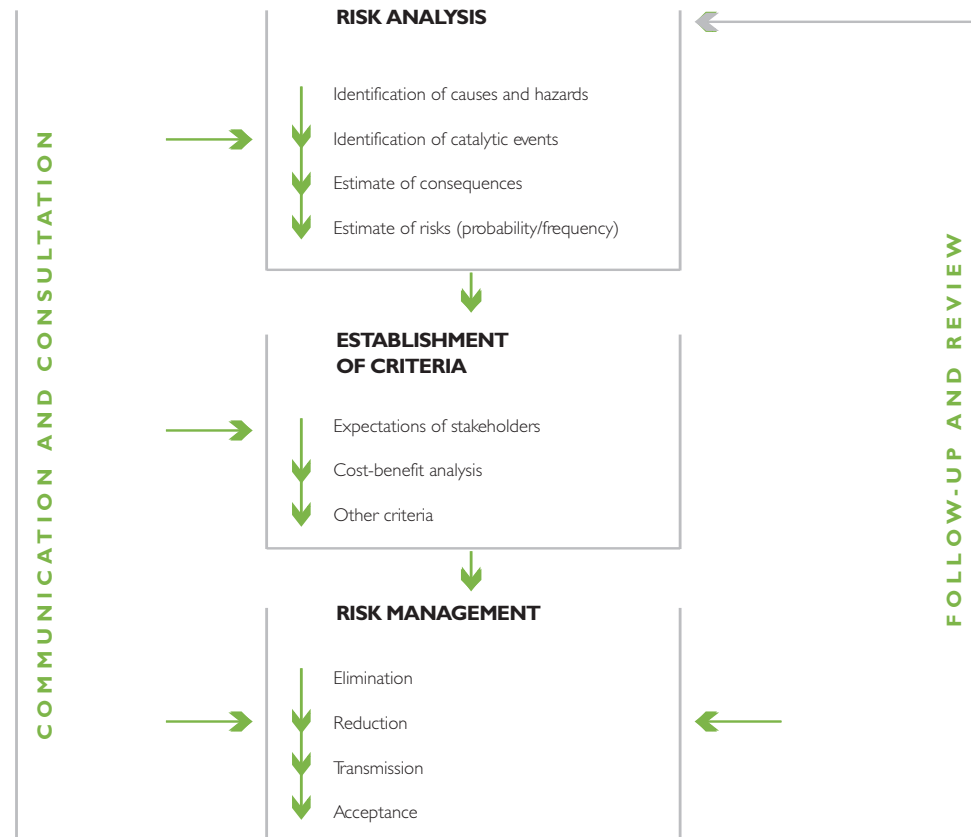 COMMUNICATION AND CONSULTATION
RISK ANALYSIS
Identification of causes and hazards
Identification of catalytic events
Estimate of consequences
Estimate of risks (probability/frequency)
ESTABLISHMENT
OF CRITERIA
Expectations of stakeholders
Cost-benefit analysis
Other criteria
RISK MANAGEMENT
Elimination
Reduction
Transmission
Acceptance
FOLLOW-UP AND REVIEW